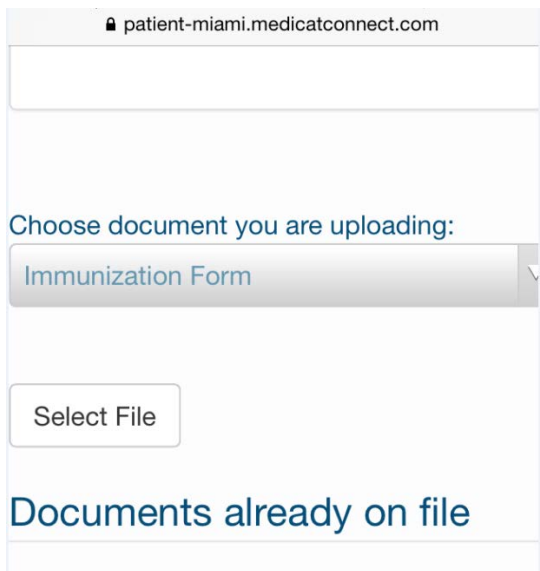 patient-miami.medicatconnect.com
Choose document you are uploading:
Immunization Form
Select File
Documents already on file